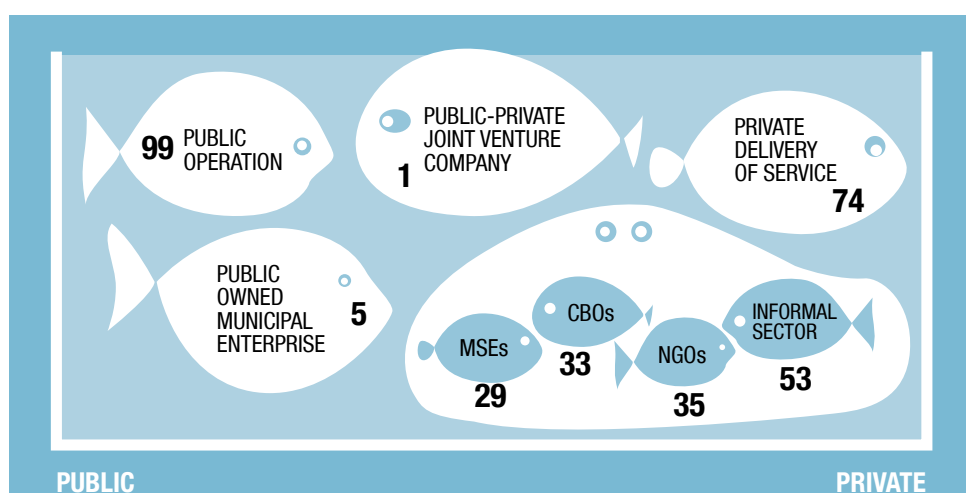 99 PUBLIC
OPERATION
PUBLIC-PRIVATE
JOINT VENTURE
COMPANY
1
PRIVATE
DELIVERY
OF SERVICE
74
PUBLIC
OWNED
MUNICIPAL
ENTERPRISE
5
MSEs
29
CBOs
33
NGOs
35
INFORMAL
SECTOR
53
PUBLIC
PRIVATE